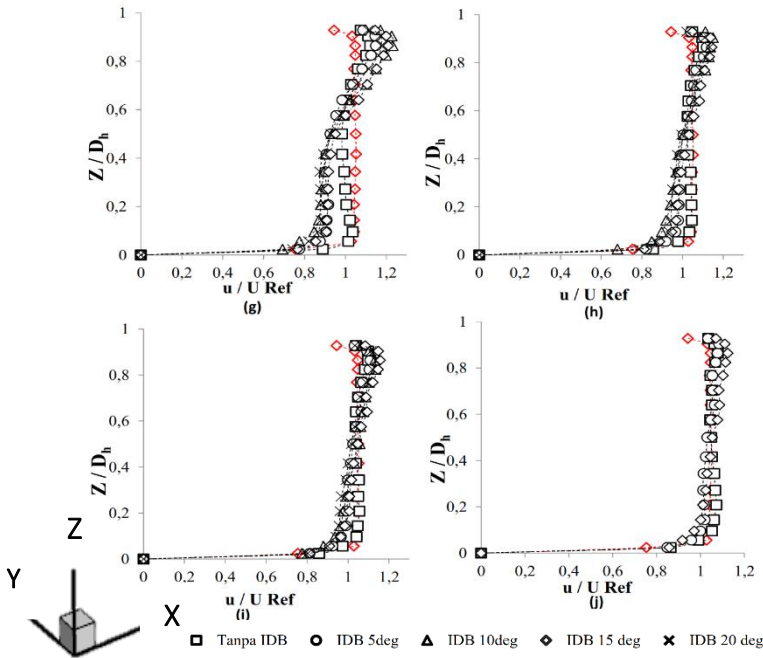 1
0,8
0,6
0,4
0,2
0
Z / Dh
0 0,2 0,4 0,6 0,8 1 1,2
u / U Ref
(g)
1
0,8
0,6
0,4
0,2
0
Z / Dh
0 0,2 0,4 0,6 0,8 1 1,2
u / U Ref
(h)
1
0,8
0,6
0,4
0,2
0
Z / Dh
0 0,2 0,4 0,6 0,8 1 1,2
u / U Ref
(i)
1
0,8
0,6
0,4
0,2
0
Z / Dh
0 0,2 0,4 0,6 0,8 1 1,2
u / U Ref
(j)
Z
Y
X
Tanpa IDB IDB 5deg IDB 10deg IDB 15 deg IDB 20 deg